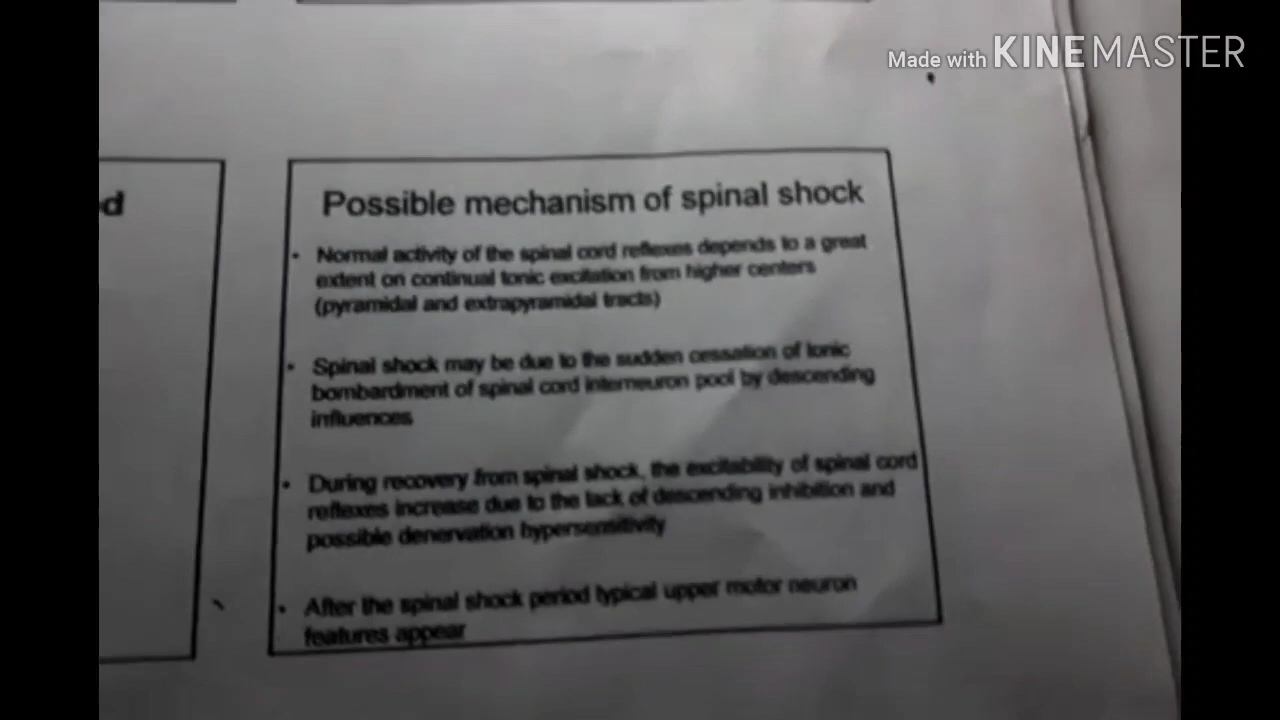 Made with KINEMASTER
d
Possible mechanism of spinal shock
• Normal activity of the spinal cord reflexes depends to a great
extent on continual tonic excitation from higher centers
(pyramidal and extrapyramidal tracts)
• Spinal shock may be due to the sudden cessation of tonic
bombardment of spinal cord interneuron pool by descending
influences
• During recovery from spinal shock, the excitability of spinal cord
reflexes increase due to the lack of descending inhibition and
possible denervation hypersensitivity
• After the spinal shock period typical upper motor neuron
features appear